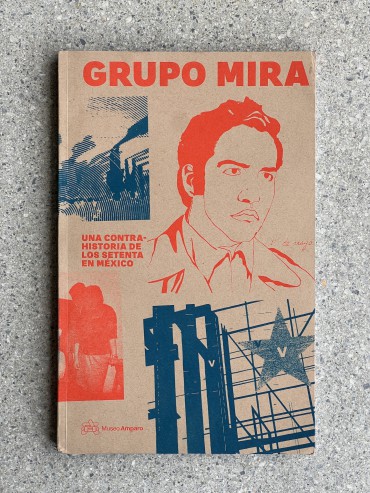 GRUPO MIRA
UNA CONTRA-
HISTORIA DE
LOS SETENTA
EN MÉXICO
V
V
Museo Amparo